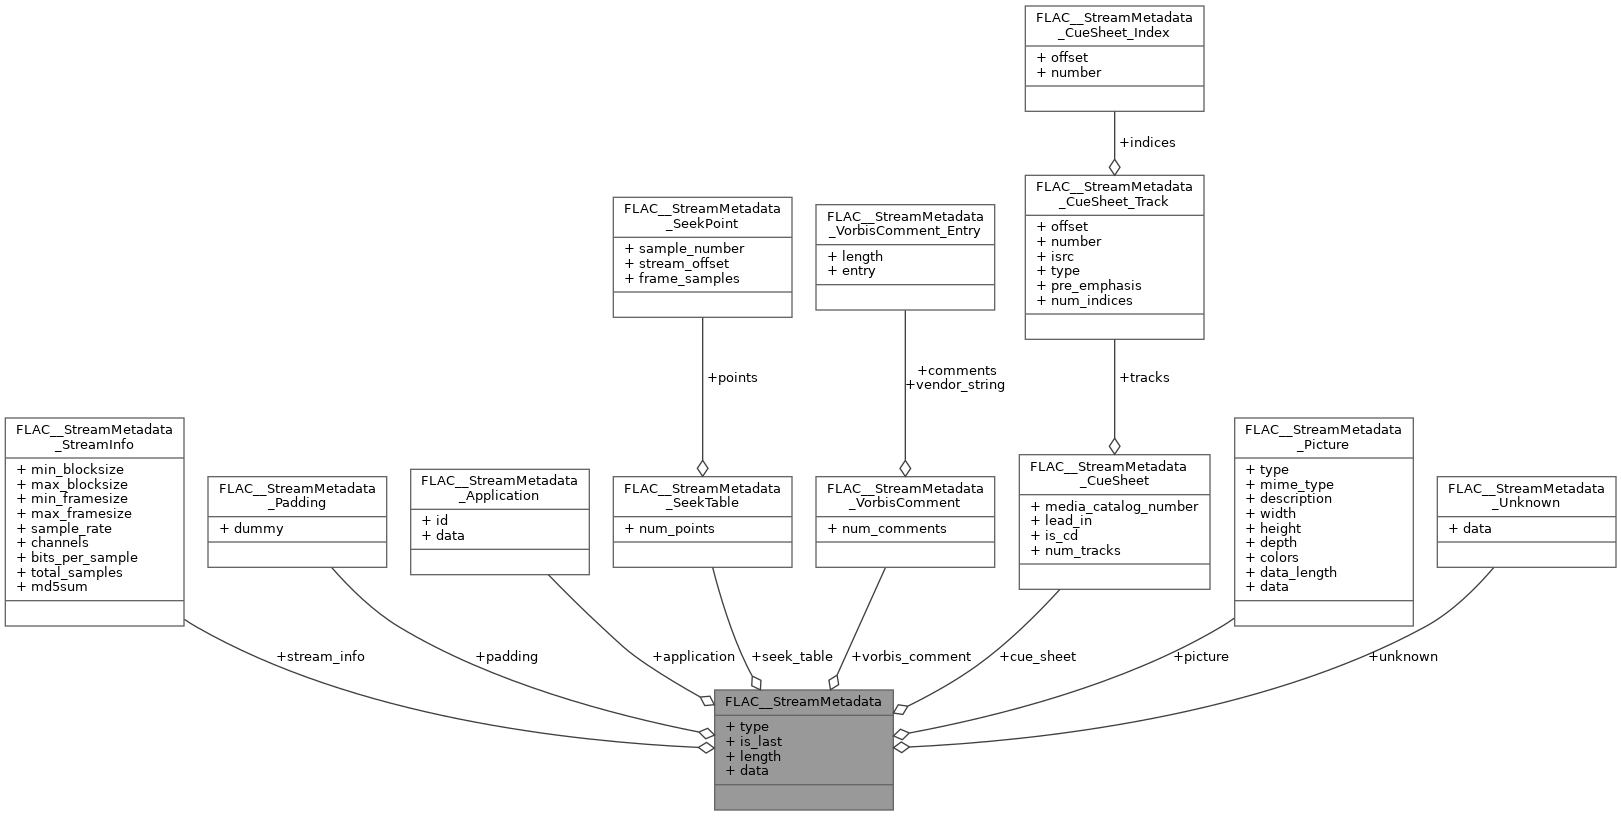 FLAC__StreamMetadata
_CueSheet_Index
+ offset
+ number
+indices
FLAC__StreamMetadata
_CueSheet_Track
+ offset
+ number
+ isrc
+ type
+ pre_emphasis
+ num_indices
FLAC__StreamMetadata
_SeekPoint
+ sample_number
+ stream_offset
+ frame_samples
FLAC__StreamMetadata
_VorbisComment_Entry
+ length
+ entry
+points
+comments
+vendor_string
+tracks
FLAC__StreamMetadata
_StreamInfo
+ min_blocksize
+ max_blocksize
+ min_framesize
+ max_framesize
+ sample_rate
+ channels
+ bits_per_sample
+ total_samples
+ md5sum
FLAC__StreamMetadata
_Padding
+ dummy
FLAC__StreamMetadata
_Application
+ id
+ data
FLAC__StreamMetadata
_SeekTable
+ num_points
FLAC__StreamMetadata
_VorbisComment
+ num_comments
FLAC__StreamMetadata
_CueSheet
+ media_catalog_number
+ lead_in
+ is_cd
+ num_tracks
FLAC__StreamMetadata
_Picture
+ type
+ mime_type
+ description
+ width
+ height
+ depth
+ colors
+ data_length
+ data
FLAC__StreamMetadata
_Unknown
+ data
+stream_info
+padding
+application
+seek_table
+vorbis_comment
+cue_sheet
+picture
+unknown
FLAC__StreamMetadata
+ type
+ is_last
+ length
+ data